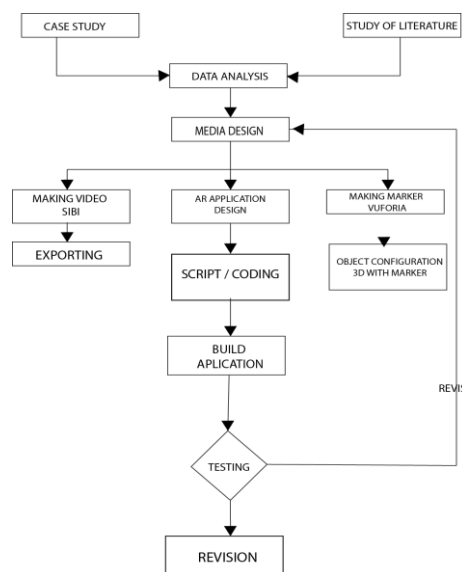 CASE STUDY
STUDY OF LITERATURE
DATA ANALYSIS
MEDIA DESIGN
MAKING VIDEO
SIBI
AR APPLICATION
DESIGN
MAKING MARKER
VUFORIA
EXPORTING
SCRIPT / CODING
OBJECT CONFIGURATION
3D WITH MARKER
BUILD
APLICATION
REVIS
TESTING
REVISION